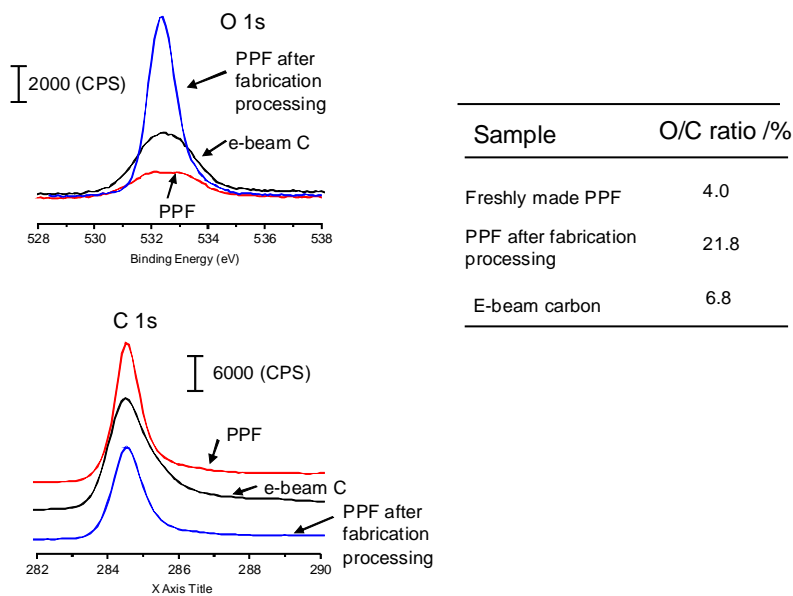 O 1s
PPF after
fabrication
processing
2000 (CPS)
e-beam C
PPF
528 530 532 534 536 538
Binding Energy (eV)
Sample O/C ratio /%
Freshly made PPF 4.0
PPF after fabrication
processing 21.8
E-beam carbon 6.8
C 1s
6000 (CPS)
PPF
e-beam C
PPF after
fabrication
processing
282 284 286 288 290
X Axis Title